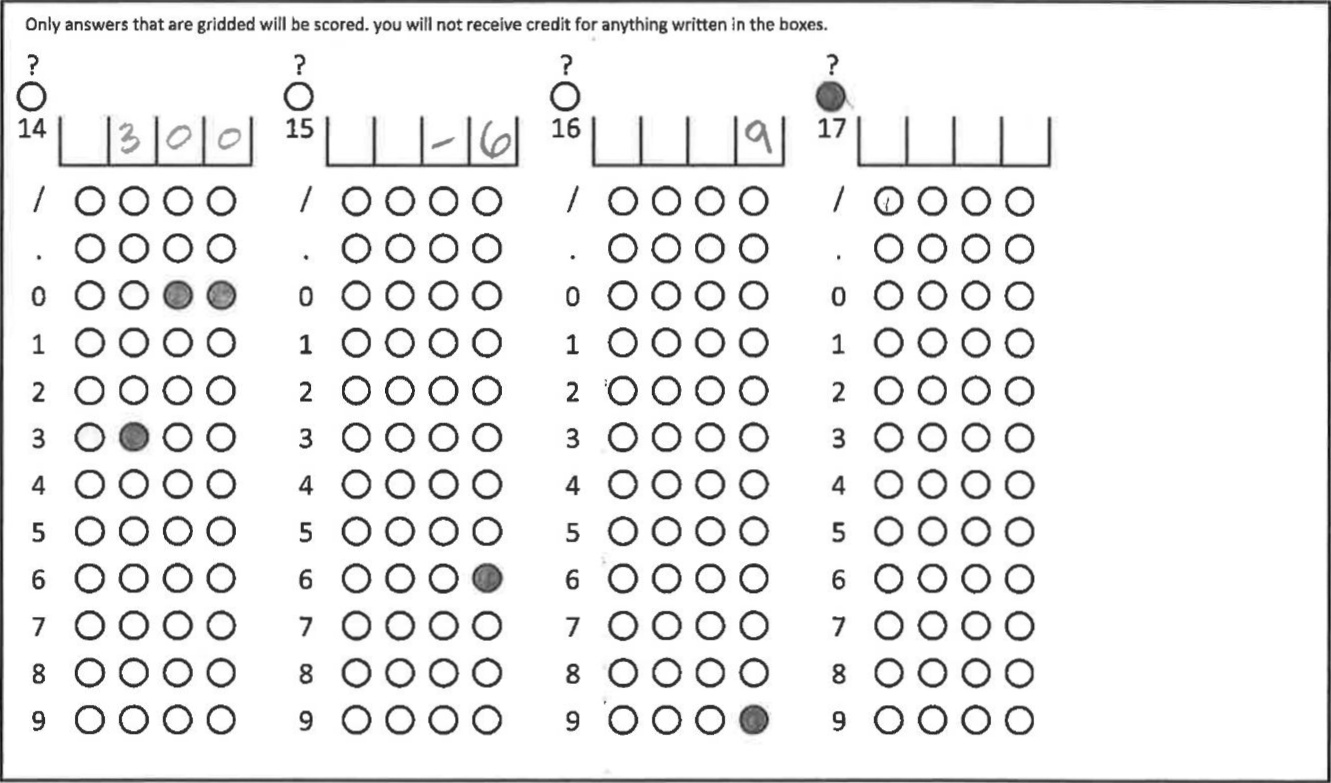 Only answers that are gridded will be scored. you will not receive credit for anything written in the boxes.
? ? ? ?
14 300 15 -6 16 9 17
/ / / /
. . . .
0 0 0 0
1 1 1 1
2 2 2 2
3 3 3 3
4 4 4 4
5 5 5 5
6 6 6 6
7 7 7 7
8 8 8 8
9 9 9 9